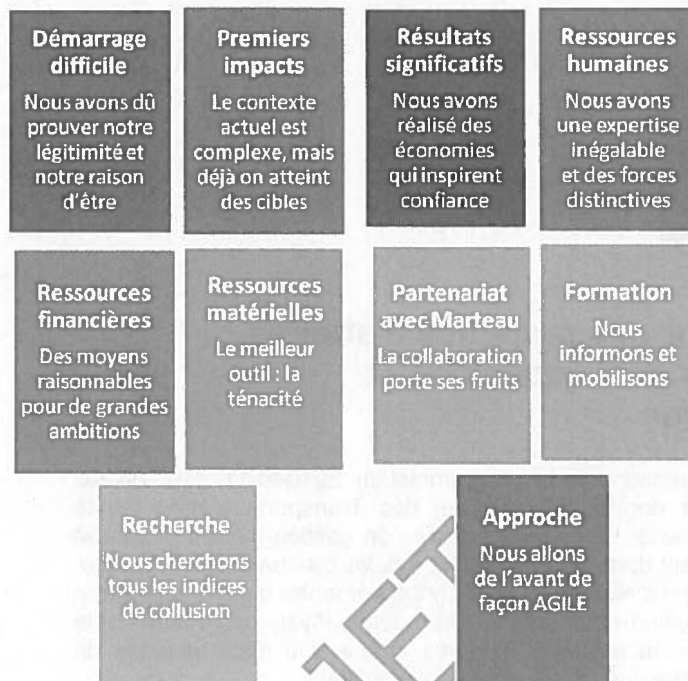 Démarrage
difficile
Nous avons dû
prouver notre
légitimité et
notre raison
d'être
Premiers
impacts
Le contexte
actuel est
complexe, mais
déjà on atteint
des cibles
Résultats
significatifs
Nous avons
réalisé des
économies
qui inspirent
confiance
Ressources
humaines
Nous avons
une expertise
inégalable
et des forces
distinctives
Ressources
financières
Des moyens
raisonnables
pour de grandes
ambitions
Ressources
matérielles
Le meilleur
outil : la
ténacité
Partenariat
avec Marteau
La collaboration
porte ses fruits
Formation
Nous
informons et
mobilisons
Recherche
Nous cherchons
tous les indices
de collusion
Approche
Nous allons
de l'avant de
façon AGILE
JET